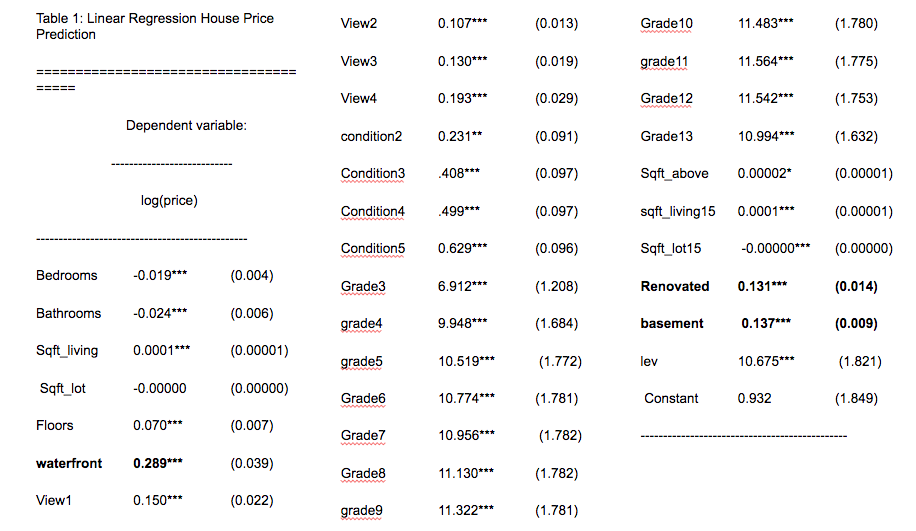 Table 1: Linear Regression House Price
Prediction
=================================
=====
Dependent variable:
---------------------------
log(price)
-----------------------------------------------
Bedrooms -0.019*** (0.004)
Bathrooms -0.024*** (0.006)
Sqft_living 0.0001*** (0.00001)
Sqft_lot -0.00000 (0.00000)
Floors 0.070*** (0.007)
waterfront 0.289*** (0.039)
View1 0.150*** (0.022)
View2 0.107*** (0.013)
View3 0.130*** (0.019)
View4 0.193*** (0.029)
condition2 0.231** (0.091)
Condition3 .408*** (0.097)
Condition4 .499*** (0.097)
Condition5 0.629*** (0.096)
Grade3 6.912*** (1.208)
grade4 9.948*** (1.684)
grade5 10.519*** (1.772)
Grade6 10.774*** (1.781)
Grade7 10.956*** (1.782)
Grade8 11.130*** (1.782)
grade9 11.322*** (1.781)
Grade10 11.483*** (1.780)
grade11 11.564*** (1.775)
Grade12 11.542*** (1.753)
Grade13 10.994*** (1.632)
Sqft_above 0.00002* (0.00001)
sqft_living15 0.0001*** (0.00001)
Sqft_lot15 -0.00000*** (0.00000)
Renovated 0.131*** (0.014)
basement 0.137*** (0.009)
lev 10.675*** (1.821)
Constant 0.932 (1.849)
----------------------------------------------